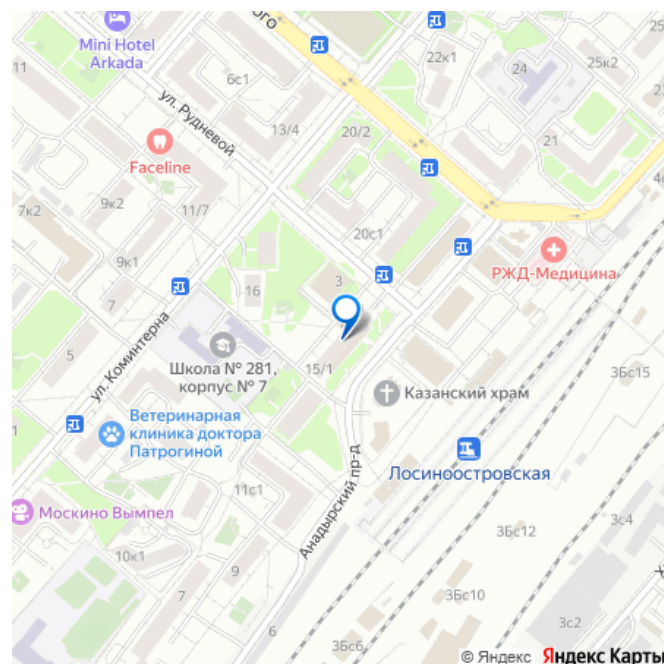 ОГО
Mini Hotel
Arkada
11
6с1
22к1
24
25к2
25
ул. Рудневой
13/4
20/2
21
Faceline
9к2
11/7
7к2
20с1
РЖД-Медицина
9к1
16
3
7
ул. Коминтерна
5
Школа № 281,
корпус № 7
15/1
3Бс15
Казанский храм
Ветеринарная
клиника доктора
Патрогиной
Лосиноостровская
Анадырский пр-д
11с1
Москино Вымпел
3Бс12
3с4
10к1
9
7
3Бс10
6
3Бс6
3с2
© Яндекс Яндекс Карты